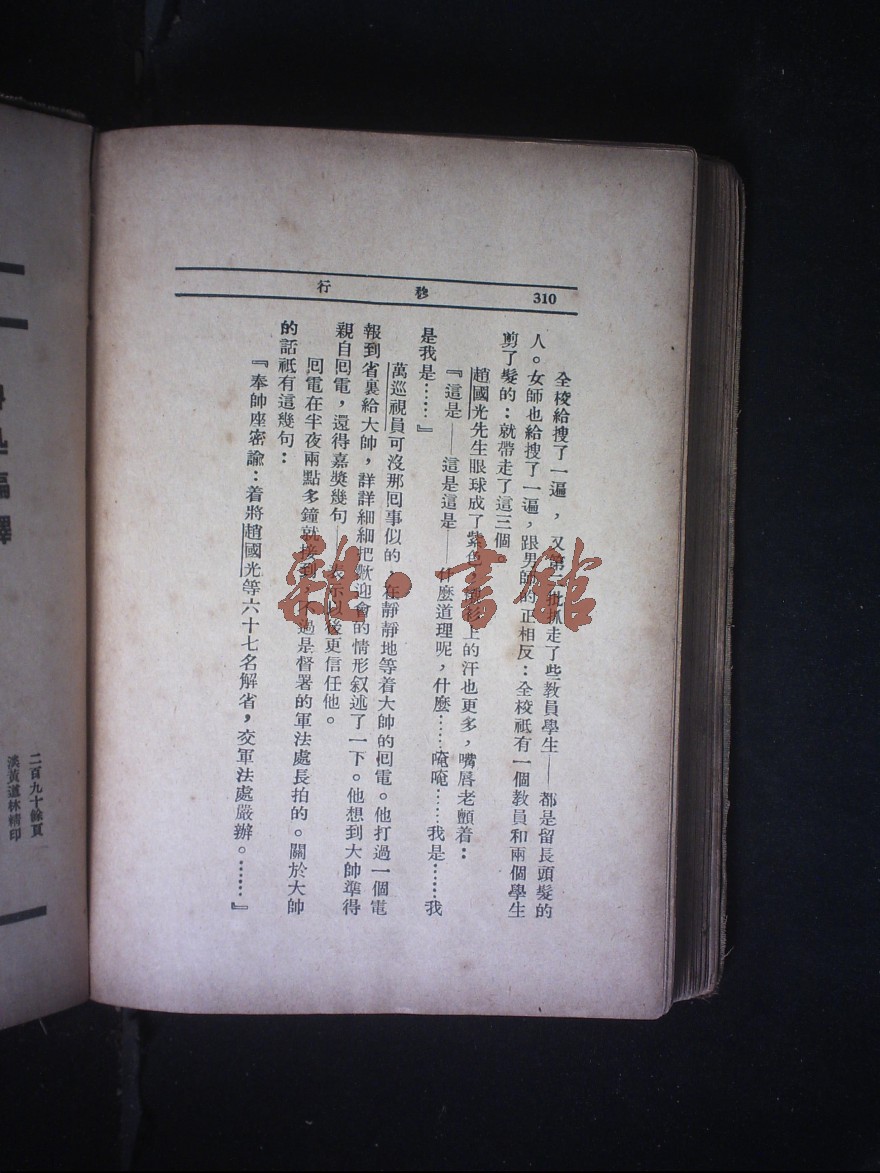 310
移行
全校給搜了一遍，又第二批抓走了些教員學生——都是留長頭髮的
人。女師也給搜了一遍，跟男師的正相反：全校祇有一個教員和兩個學生
剪了髮的：就帶走了這三個
趙國光先生眼球成了紫色，上的汗也更多，嘴唇老顫着：
『這是——這是這是——什麼道理呢，什麼……唵唵……我是……我
是我是……』
萬巡視員可沒那回事似的，在靜靜地等着大帥的回電。他打過一個電
報到省裏給大帥，詳詳細細把歡迎會的情形叙述了一下。他想到大帥準得
親自回電，還得嘉獎幾句表示以後更信任他。
回電在半夜兩點多鐘就接到不過是督署的軍法處長拍的。關於大帥
的話祇有這幾句：
『奉帥座密諭：着將趙國光等六十七名解省，交軍法處嚴辦。……』
二百九十餘頁
淡黃道林精印
雜·書館